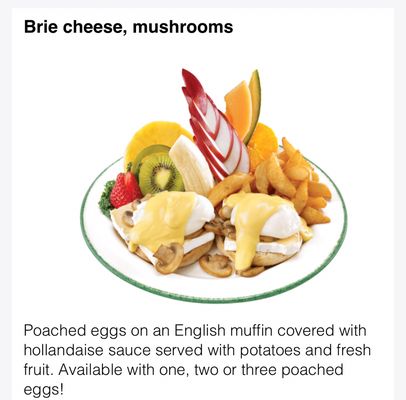 Brie cheese, mushrooms
Poached eggs on an English muffin covered with
hollandaise sauce served with potatoes and fresh
fruit. Available with one, two or three poached
eggs!